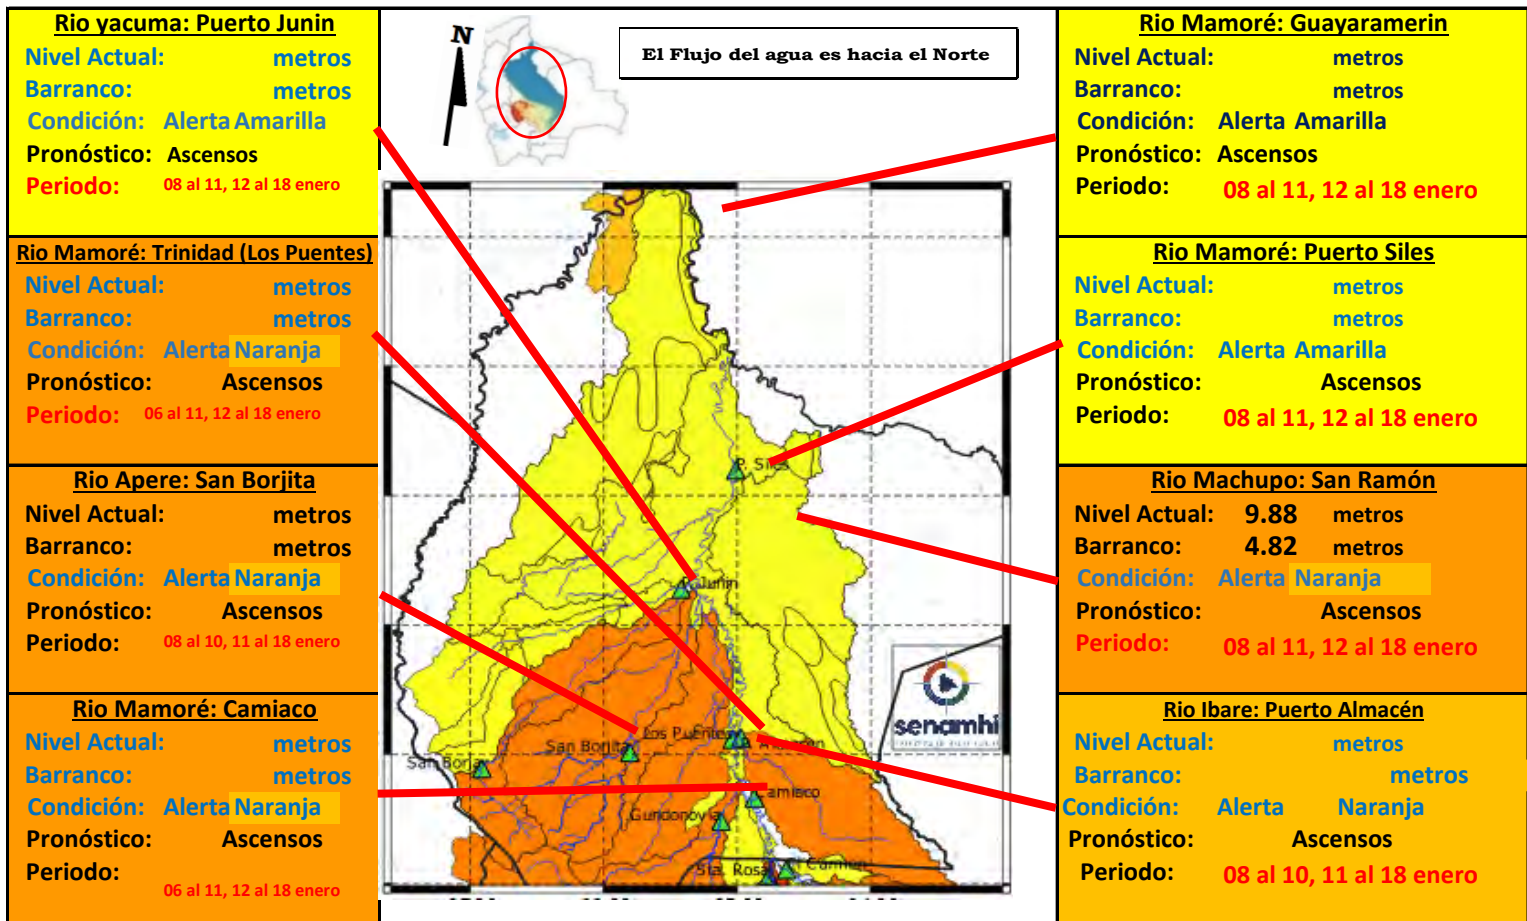 Rio yacuma: Puerto Junin
Nivel Actual: metros
Barranco: metros
Condición: Alerta Amarilla
Pronóstico: Ascensos
Periodo: 08 al 11, 12 al 18 enero
Rio Mamoré: Trinidad (Los Puentes)
Nivel Actual: metros
Barranco: metros
Condición: Alerta Naranja
Pronóstico: Ascensos
Periodo: 06 al 11, 12 al 18 enero
Rio Apere: San Borjita
Nivel Actual: metros
Barranco: metros
Condición: Alerta Naranja
Pronóstico: Ascensos
Periodo: 08 al 10, 11 al 18 enero
Rio Mamoré: Camiaco
Nivel Actual: metros
Barranco: metros
Condición: Alerta Naranja
Pronóstico: Ascensos
Periodo:
06 al 11, 12 al 18 enero
N
El Flujo del agua es hacia el Norte
P. Siles
P. Junin
Los Puentes
San Borjita
San Borja
Camiaco
Gundonovia
Sta. Rosa
El Carmen
senamhi
Rio Mamoré: Guayaramerin
Nivel Actual: metros
Barranco: metros
Condición: Alerta Amarilla
Pronóstico: Ascensos
Periodo: 08 al 11, 12 al 18 enero
Rio Mamoré: Puerto Siles
Nivel Actual: metros
Barranco: metros
Condición: Alerta Amarilla
Pronóstico: Ascensos
Periodo: 08 al 11, 12 al 18 enero
Rio Machupo: San Ramón
Nivel Actual: 9.88 metros
Barranco: 4.82 metros
Condición: Alerta Naranja
Pronóstico: Ascensos
Periodo: 08 al 11, 12 al 18 enero
Rio Ibare: Puerto Almacén
Nivel Actual: metros
Barranco: metros
Condición: Alerta Naranja
Pronóstico: Ascensos
Periodo: 08 al 10, 11 al 18 enero